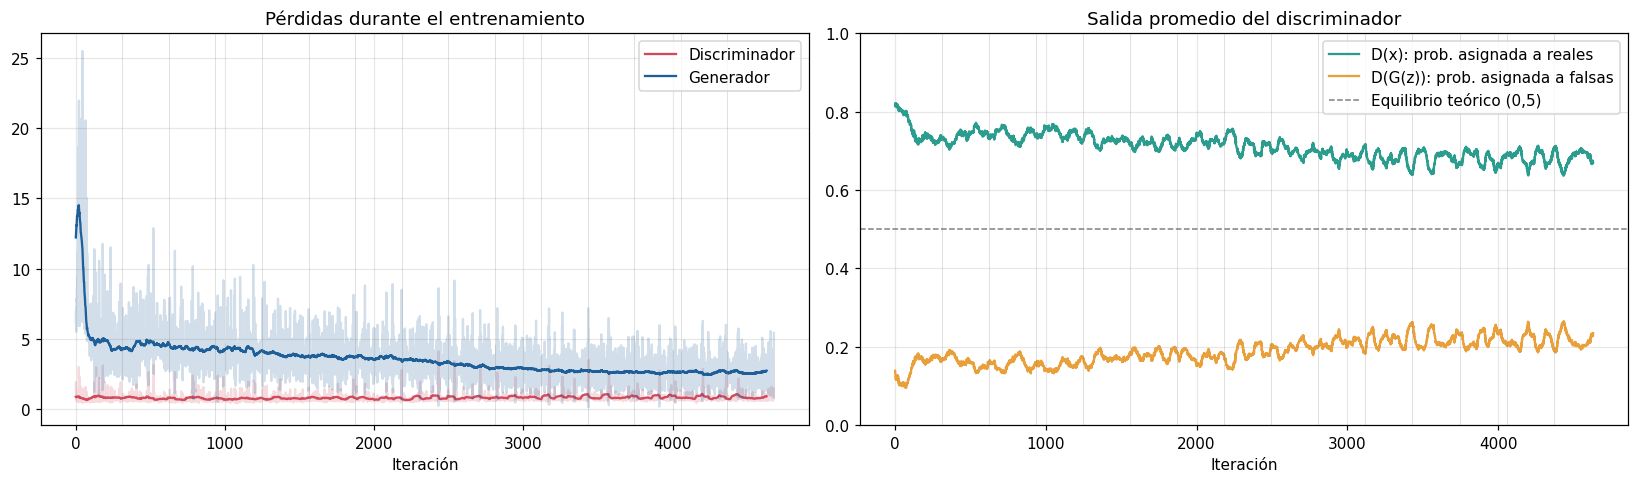 Pérdidas durante el entrenamiento
25
20
15
10
5
0
0 1000 2000 3000 4000
Iteración
Discriminador
Generador
Salida promedio del discriminador
1.0
0.8
0.6
0.4
0.2
0.0
0 1000 2000 3000 4000
Iteración
D(x): prob. asignada a reales
D(G(z)): prob. asignada a falsas
Equilibrio teórico (0,5)